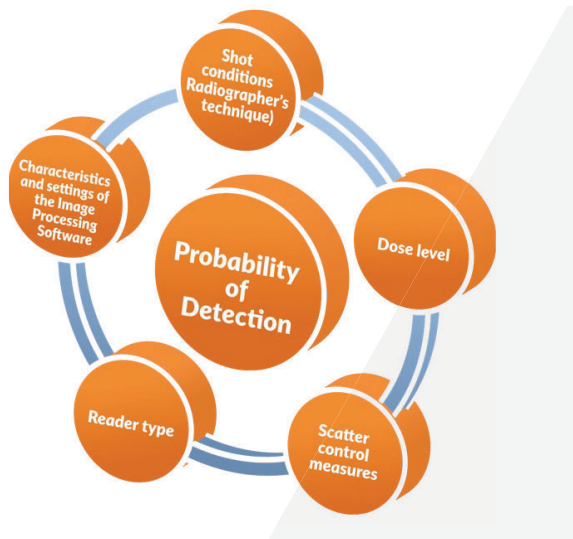 Shot
conditions
Radiographer's
technique)
Characteristics
and settings of
the Image
Processing
Software
Dose level
Probability
of
Detection
Reader type
Scatter
control
measures